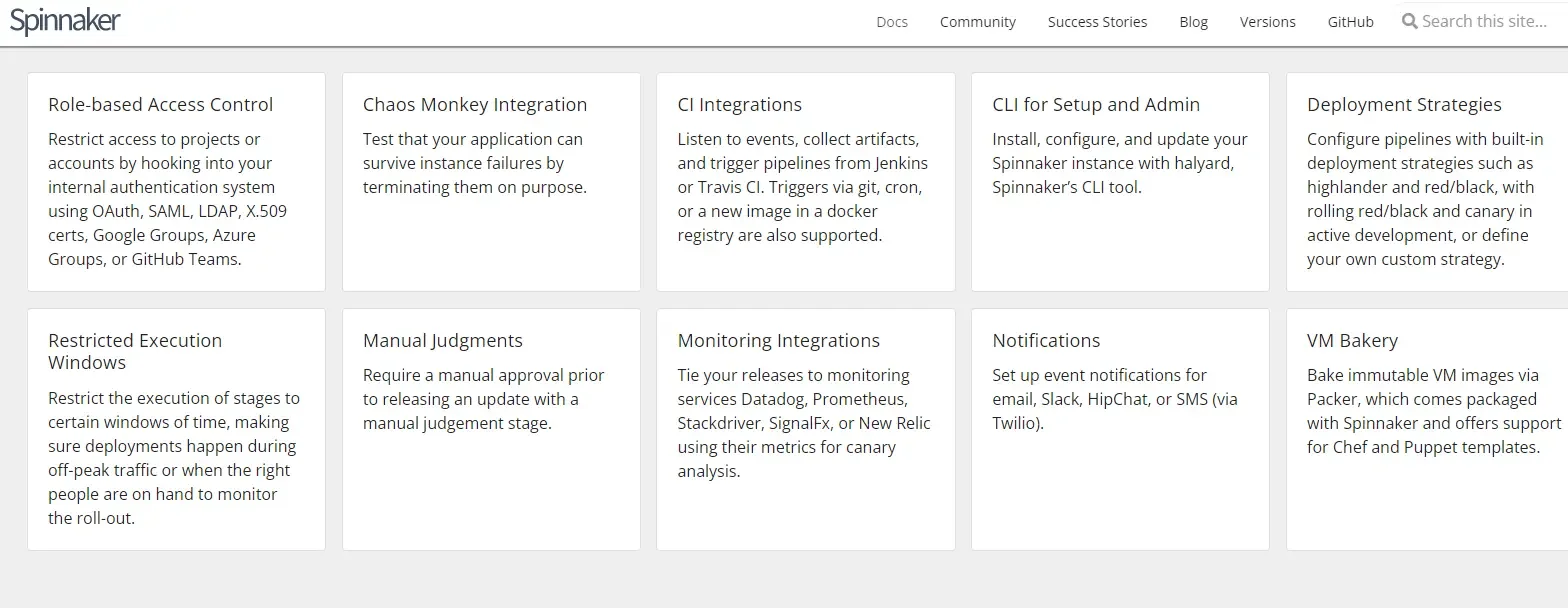 Spinnaker
Docs
Community
Success Stories
Blog
Versions
GitHub
Search this site...
Role-based Access Control
Restrict access to projects or
accounts by hooking into your
internal authentication system
using OAuth, SAML, LDAP, X.509
certs, Google Groups, Azure
Groups, or GitHub Teams.
Chaos Monkey Integration
Test that your application can
survive instance failures by
terminating them on purpose.
CI Integrations
Listen to events, collect artifacts,
and trigger pipelines from Jenkins
or Travis CI. Triggers via git, cron,
or a new image in a docker
registry are also supported.
CLI for Setup and Admin
Install, configure, and update your
Spinnaker instance with halyard,
Spinnaker’s CLI tool.
Deployment Strategies
Configure pipelines with built-in
deployment strategies such as
highlander and red/black, with
rolling red/black and canary in
active development, or define
your own custom strategy.
Restricted Execution
Windows
Restrict the execution of stages to
certain windows of time, making
sure deployments happen during
off-peak traffic or when the right
people are on hand to monitor
the roll-out.
Manual Judgments
Require a manual approval prior
to releasing an update with a
manual judgement stage.
Monitoring Integrations
Tie your releases to monitoring
services Datadog, Prometheus,
Stackdriver, SignalFx, or New Relic
using their metrics for canary
analysis.
Notifications
Set up event notifications for
email, Slack, HipChat, or SMS (via
Twilio).
VM Bakery
Bake immutable VM images via
Packer, which comes packaged
with Spinnaker and offers support
for Chef and Puppet templates.